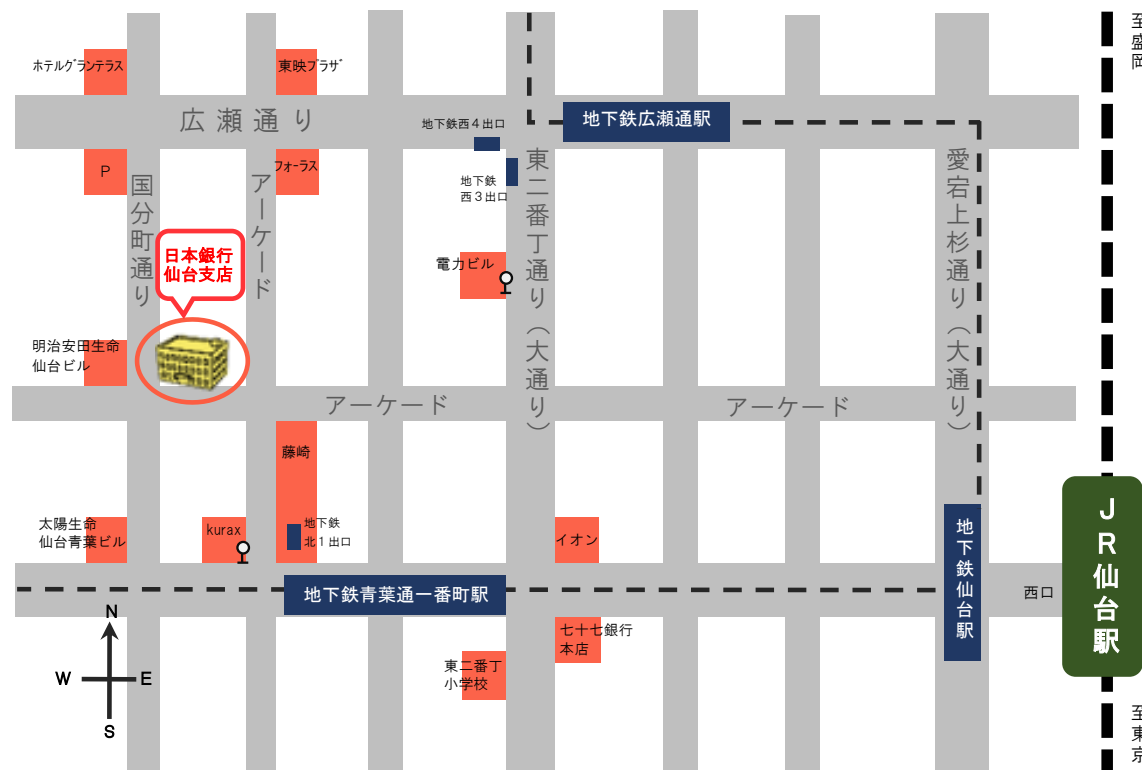 至盛岡
ホテルグランテラス
東映プラザ
広瀬通り
地下鉄西4出口
地下鉄広瀬通駅
P
フォーラス
地下鉄
西3出口
国分町通り
アーケード
東二番丁通り(大通り)
愛宕上杉通り(大通り)
日本銀行
仙台支店
電力ビル
明治安田生命
仙台ビル
アーケード
アーケード
藤崎
太陽生命
仙台青葉ビル
kurax
地下鉄
北1出口
イオン
地下鉄仙台駅
JR仙台駅
地下鉄青葉通一番町駅
西口
N
W
E
S
七十七銀行
本店
東二番丁
小学校
至東京